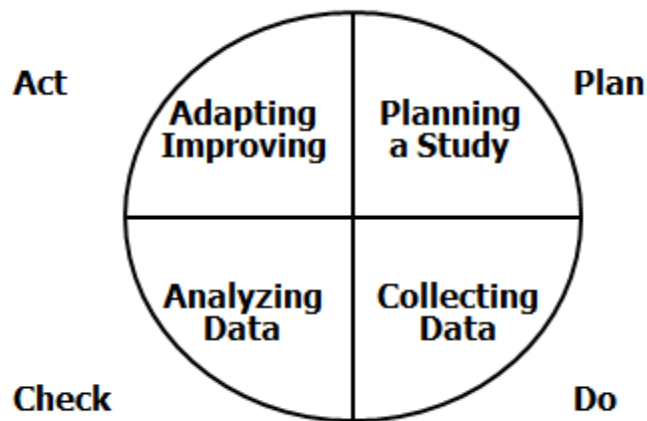 Act
Plan
Adapting
Improving
Planning
a Study
Analyzing
Data
Collecting
Data
Check
Do